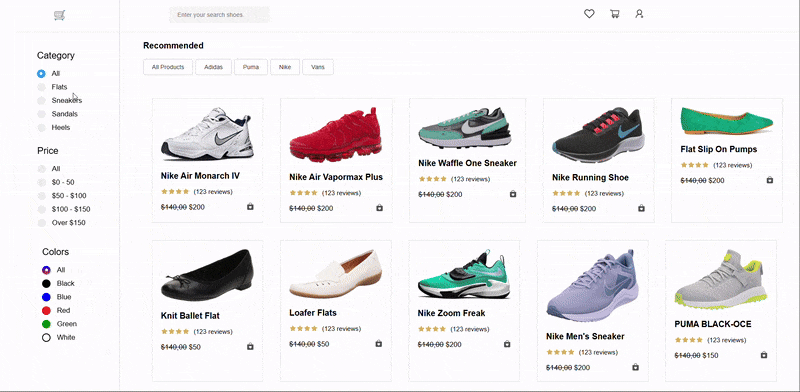 Enter your search shoes.
Category
All
Flats
Sneakers
Sandals
Heels
Price
All
$0 - 50
$50 - $100
$100 - $150
Over $150
Colors
All
Black
Blue
Red
Green
White
Recommended
All Products
Adidas
Puma
Nike
Vans
Nike Air Monarch IV
(123 reviews)
$140,00 $200
Nike Air Vapormax Plus
(123 reviews)
$140,00 $200
Nike Waffle One Sneaker
(123 reviews)
$140,00 $200
Nike Running Shoe
(123 reviews)
$140,00 $200
Flat Slip On Pumps
(123 reviews)
$140,00 $200
Knit Ballet Flat
(123 reviews)
$140,00 $50
Loafer Flats
(123 reviews)
$140,00 $50
Nike Zoom Freak
(123 reviews)
$140,00 $200
Nike Men's Sneaker
(123 reviews)
$140,00 $200
PUMA BLACK-OCE
(123 reviews)
$140,00 $150